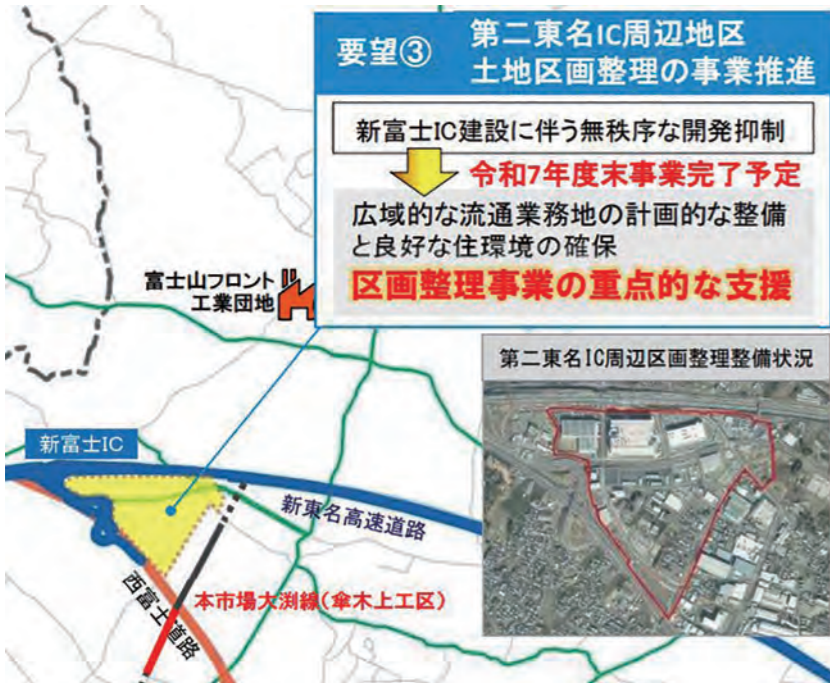 要望③
第二東名IC周辺地区
土地区画整理の事業推進
新富士IC建設に伴う無秩序な開発抑制
令和7年度末事業完了予定
広域的な流通業務地の計画的な整備
と良好な住環境の確保
区画整理事業の重点的な支援
富士山フロント
工業団地
第二東名IC周辺区画整理整備状況
新富士IC
新東名高速道路
西富士道路
本市場大渕線(傘木上工区)